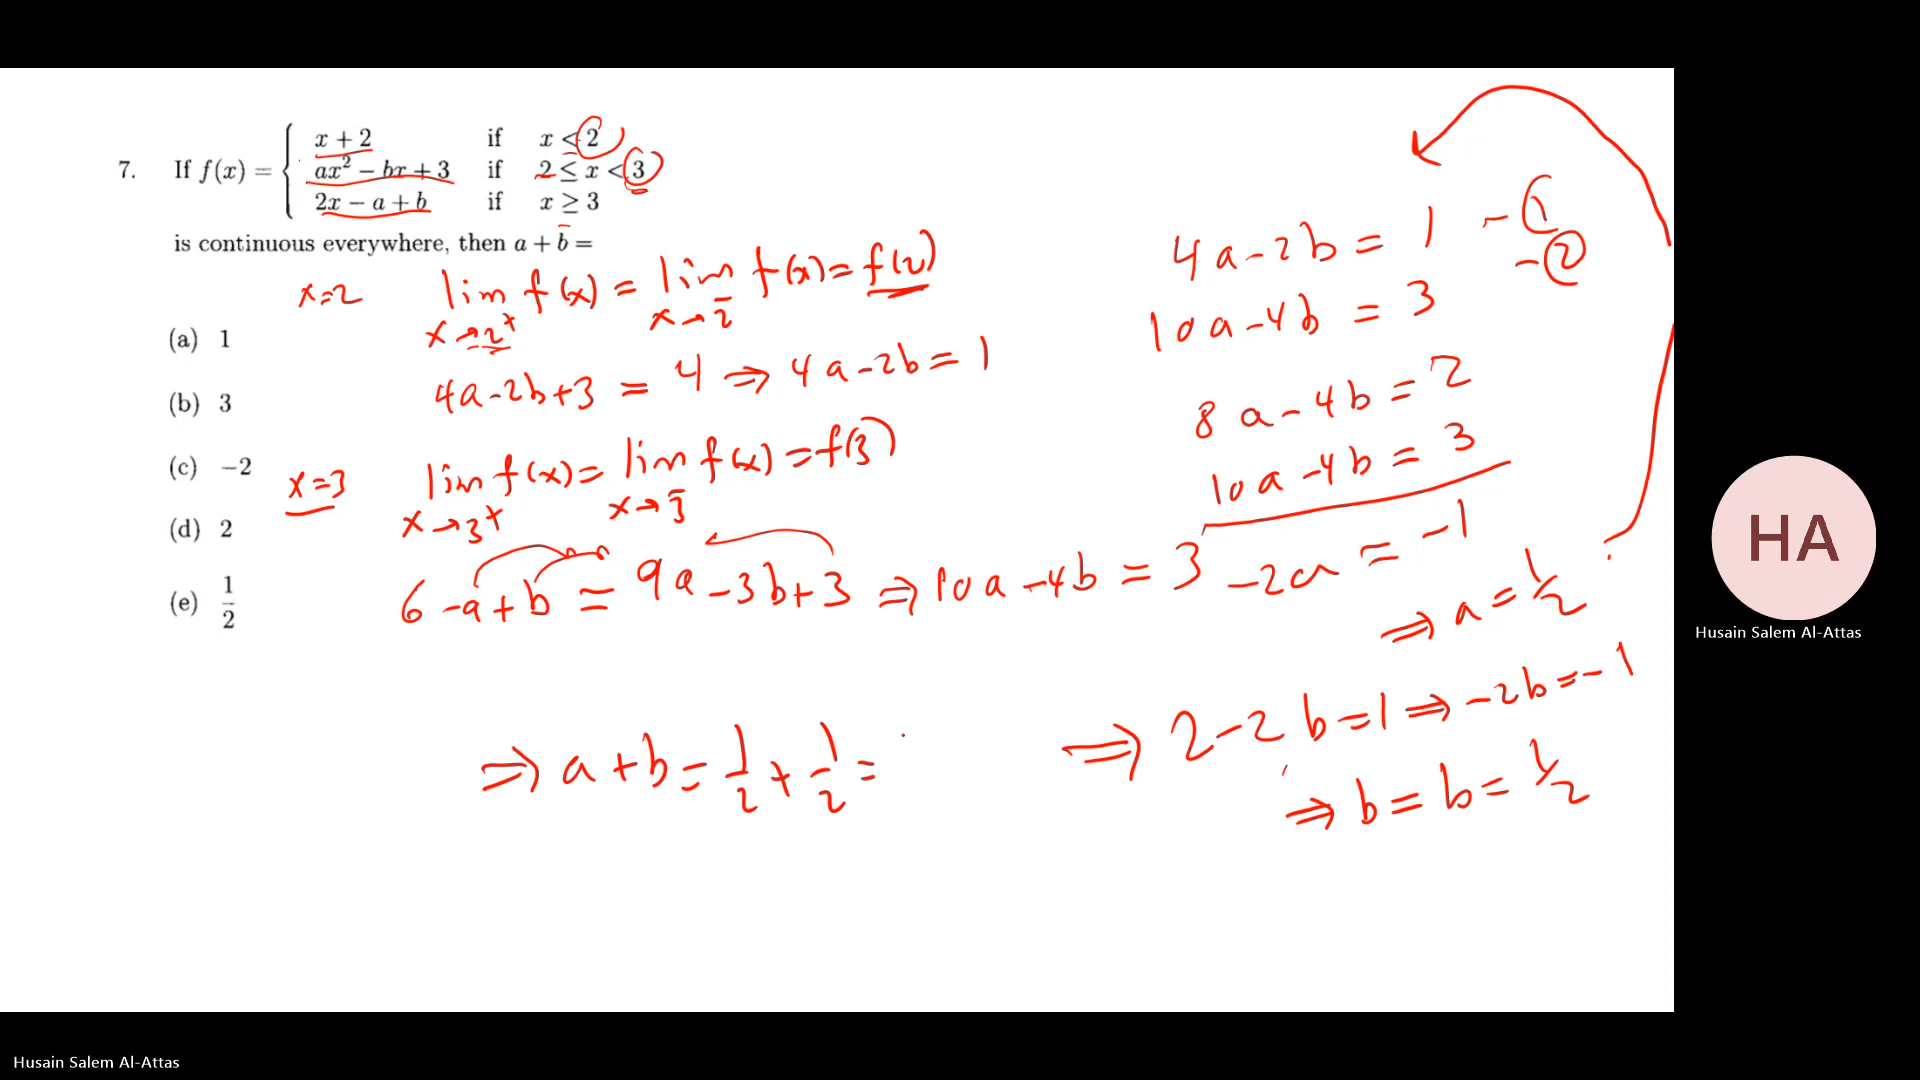 7. If f(x) = { x + 2 if x < 2
ax² − bx + 3 if 2 ≤ x < 3
2x − a + b if x ≥ 3
is continuous everywhere, then a + b =
(a) 1
(b) 3
(c) −2
(d) 2
(e) 1/2
x=2 lim x→2⁺ f(x) = lim x→2⁻ f(x) = f(2)
4a-2b+3 = 4 ⇒ 4a-2b = 1
x=3 lim x→3⁺ f(x) = lim x→3⁻ f(x) = f(3)
6-a+b = 9a-3b+3 ⇒ 10a-4b = 3
4a-2b = 1 -①
10a-4b = 3 -②
8a-4b = 2
10a-4b = 3
-2a = -1
⇒ a = 1/2
⇒ 2-2b=1 ⇒ -2b=-1
⇒ b = b = 1/2
⇒ a+b = 1/2 + 1/2 =
HA
Husain Salem Al-Attas
Husain Salem Al-Attas